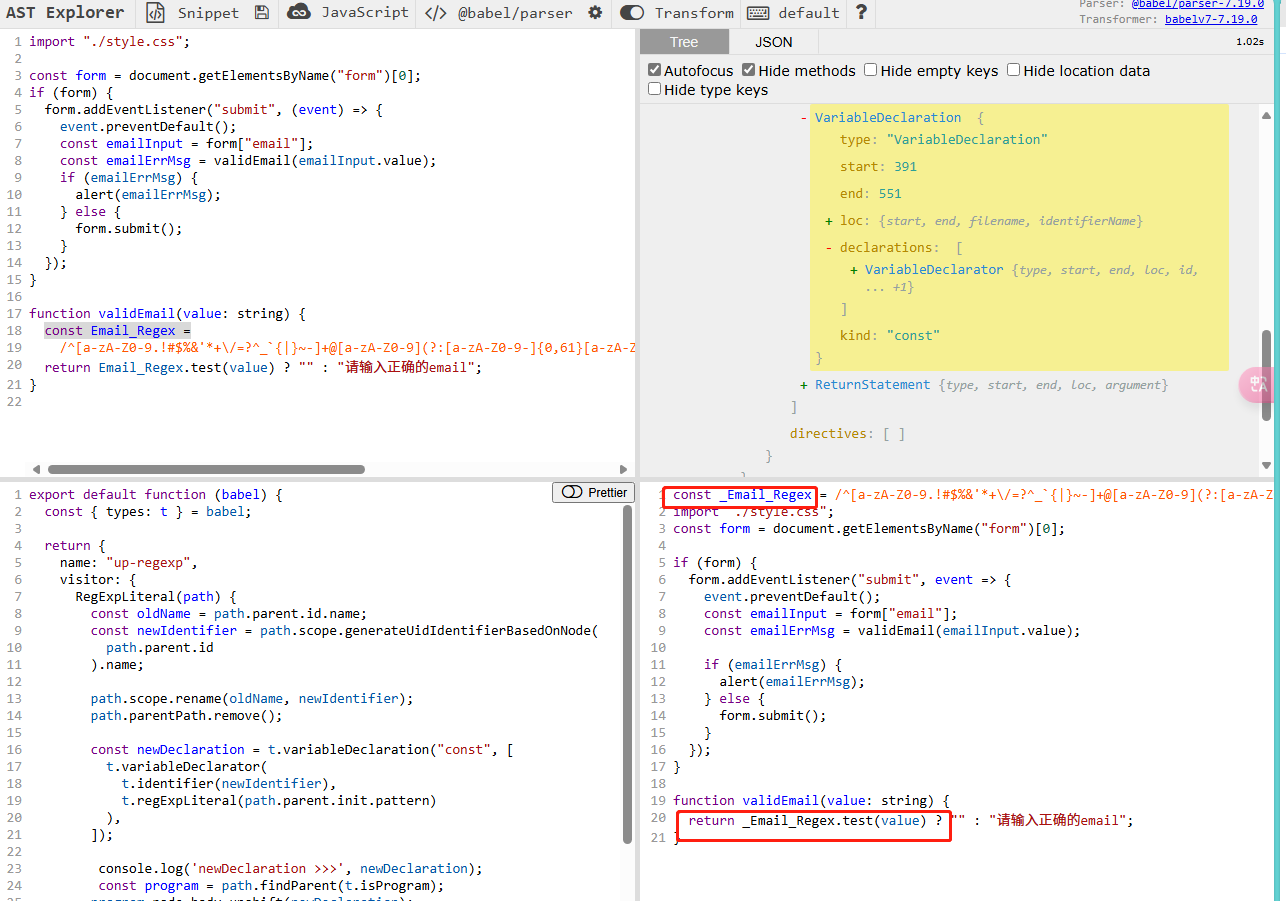 AST Explorer Snippet JavaScript </> @babel/parser Transform default ?
Parser: @babel/parser-7.19.0
Transformer: babelv7-7.19.0
1 import "./style.css";
2
3 const form = document.getElementsByName("form")[0];
4 if (form) {
5 form.addEventListener("submit", (event) => {
6 event.preventDefault();
7 const emailInput = form["email"];
8 const emailErrMsg = validEmail(emailInput.value);
9 if (emailErrMsg) {
10 alert(emailErrMsg);
11 } else {
12 form.submit();
13 }
14 });
15 }
16
17 function validEmail(value: string) {
18 const Email_Regex =
19 /^[a-zA-Z0-9.!#$%&'*+\/=?^_`{|}~-]+@[a-zA-Z0-9](?:[a-zA-Z0-9-]{0,61}[a-zA-Z
20 return Email_Regex.test(value) ? "" : "请输入正确的email";
21 }
22
Tree JSON 1.02s
Autofocus Hide methods Hide empty keys Hide location data
Hide type keys
- VariableDeclaration {
type: "VariableDeclaration"
start: 391
end: 551
+ loc: {start, end, filename, identifierName}
- declarations: [
+ VariableDeclarator {type, start, end, loc, id,
... +1}
]
kind: "const"
}
+ ReturnStatement {type, start, end, loc, argument}
]
directives: [ ]
}
Prettier
1 export default function (babel) {
2 const { types: t } = babel;
3
4 return {
5 name: "up-regexp",
6 visitor: {
7 RegExpLiteral(path) {
8 const oldName = path.parent.id.name;
9 const newIdentifier = path.scope.generateUidIdentifierBasedOnNode(
10 path.parent.id
11 ).name;
12
13 path.scope.rename(oldName, newIdentifier);
14 path.parentPath.remove();
15
16 const newDeclaration = t.variableDeclaration("const", [
17 t.variableDeclarator(
18 t.identifier(newIdentifier),
19 t.regExpLiteral(path.parent.init.pattern)
20 ),
21 ]);
22
23 console.log('newDeclaration >>>', newDeclaration);
24 const program = path.findParent(t.isProgram);
1 const _Email_Regex = /^[a-zA-Z0-9.!#$%&'*+\/=?^_`{|}~-]+@[a-zA-Z0-9](?:[a-zA-Z
2 import "./style.css";
3 const form = document.getElementsByName("form")[0];
4
5 if (form) {
6 form.addEventListener("submit", event => {
7 event.preventDefault();
8 const emailInput = form["email"];
9 const emailErrMsg = validEmail(emailInput.value);
10
11 if (emailErrMsg) {
12 alert(emailErrMsg);
13 } else {
14 form.submit();
15 }
16 });
17 }
18
19 function validEmail(value: string) {
20 return _Email_Regex.test(value) ? "" : "请输入正确的email";
21 }